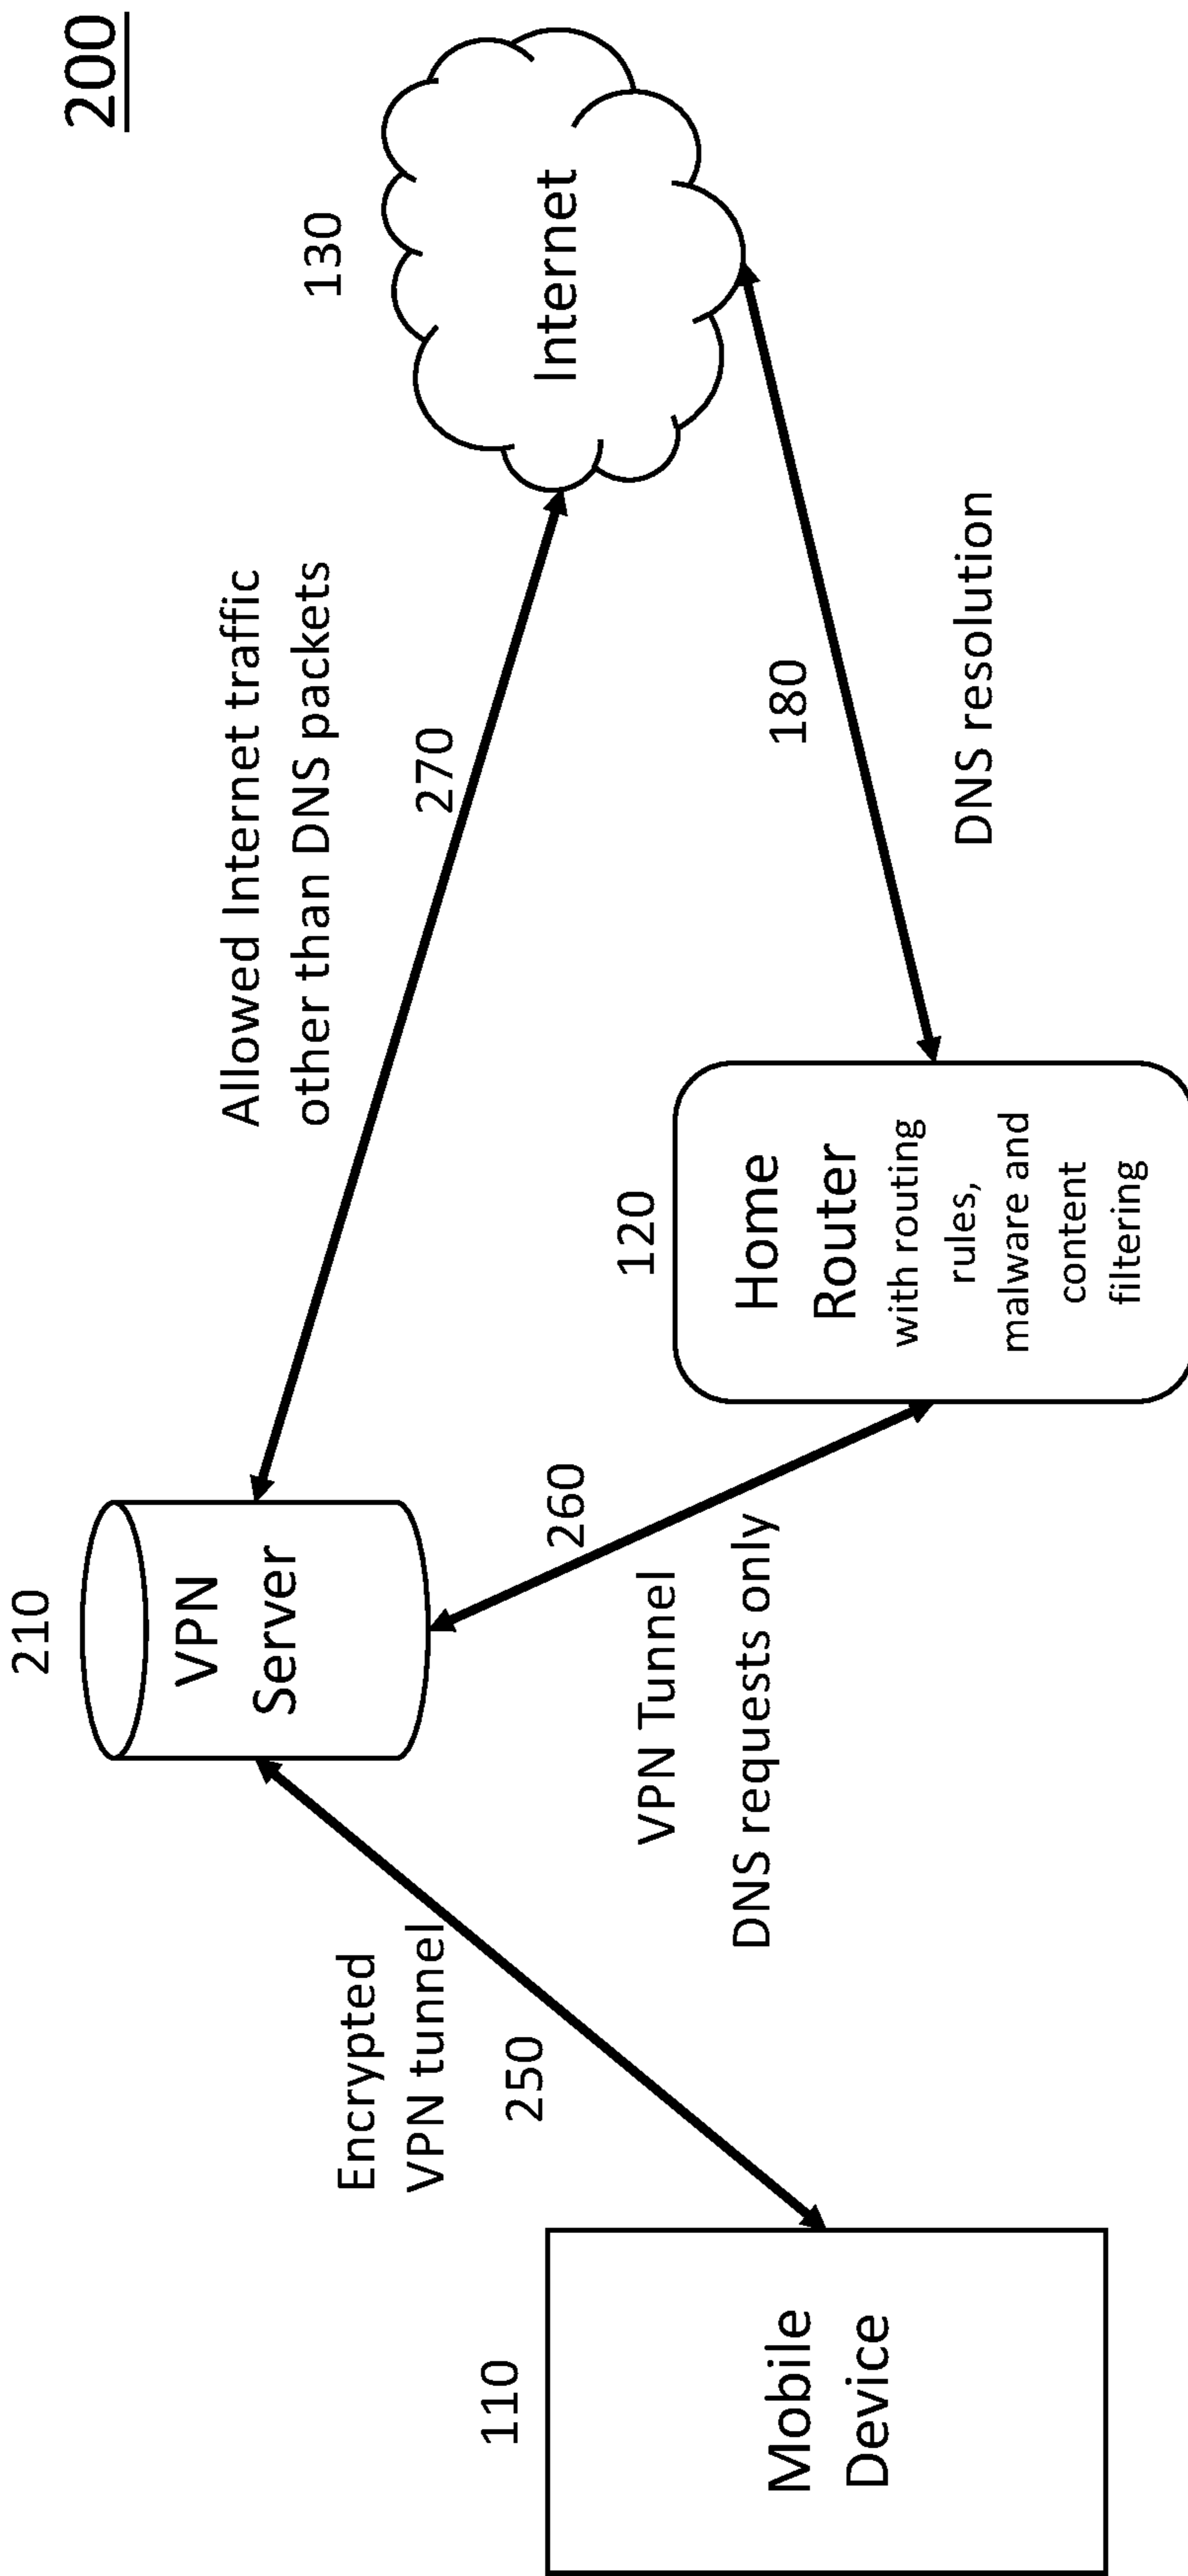 200
210
VPN
Server
Allowed Internet traffic
other than DNS packets
270
130
Internet
Encrypted
VPN tunnel
250
260
VPN Tunnel
DNS requests only
110
Mobile
Device
120
Home
Router
with routing
rules,
malware and
content
filtering
180
DNS resolution